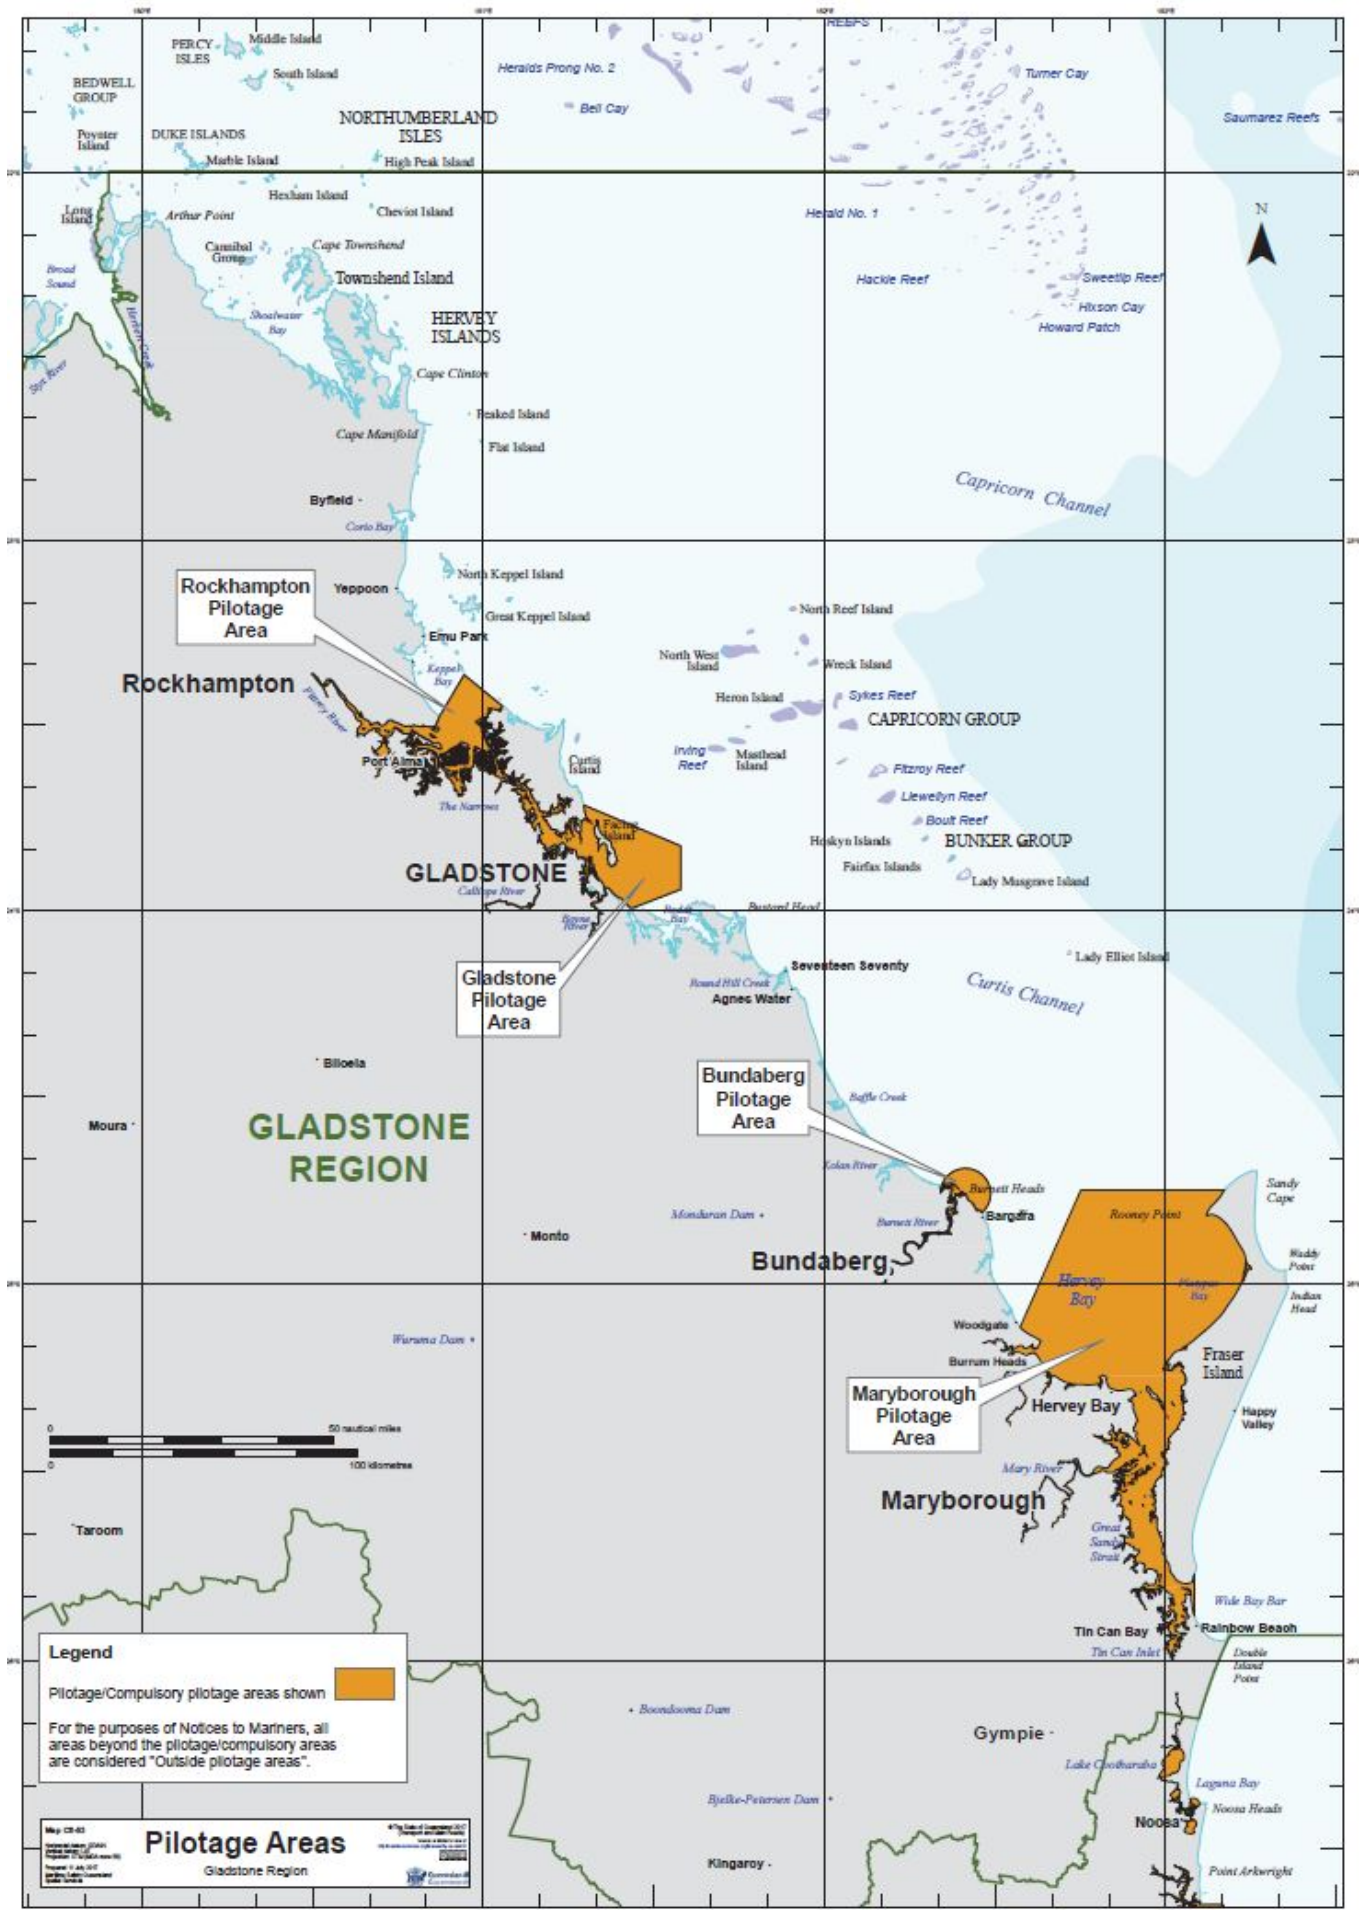 REEFS
PERCY
ISLES
Middle Island
South Island
BEDWELL
GROUP
Heralds Prong No. 2
Bell Cay
Turner Cay
Saumarez Reefs
NORTHUMBERLAND
ISLES
Poynter
Island
DUKE ISLANDS
Marble Island
High Peak Island
Hexham Island
Cheviot Island
Long
Island
Arthur Point
Herald No. 1
N
Cannibal
Group
Cape Townshend
Townshend Island
Broad
Sound
Hackie Reef
Sweetlip Reef
Hixson Cay
Howard Patch
Herbert Creek
Shoalwater
Bay
HERVEY
ISLANDS
Styx River
Cape Clinton
Peaked Island
Cape Manifold
Flat Island
Capricorn Channel
Byfield
Corio Bay
North Keppel Island
Rockhampton
Pilotage
Area
Yeppoon
Great Keppel Island
North Reef Island
Emu Park
North West
Island
Wreck Island
Keppel
Bay
Rockhampton
Heron Island
Sykes Reef
CAPRICORN GROUP
Fitzroy River
Port Alma
Curtis
Island
Irving
Reef
Masthead
Island
Fitzroy Reef
The Narrows
Llewellyn Reef
Facing
Island
Boult Reef
Hoskyn Islands
BUNKER GROUP
GLADSTONE
Fairfax Islands
Lady Musgrave Island
Calliope River
Boyne
River
Rodds
Bay
Bustard Head
Gladstone
Pilotage
Area
Seventeen Seventy
Lady Elliot Island
Round Hill Creek
Agnes Water
Curtis Channel
Biloela
Bundaberg
Pilotage
Area
Baffle Creek
GLADSTONE
REGION
Moura
Kolan River
Burnett Heads
Sandy
Cape
Monduran Dam
Burnett River
Bargara
Rooney Point
Monto
Bundaberg
Waddy
Point
Hervey
Bay
Platypus
Bay
Indian
Head
Wuruma Dam
Woodgate
Burrum Heads
Fraser
Island
Maryborough
Pilotage
Area
Hervey Bay
Happy
Valley
0
50 nautical miles
0
100 kilometres
Mary River
Maryborough
Taroom
Great
Sandy
Strait
Wide Bay Bar
Tin Can Bay
Rainbow Beach
Tin Can Inlet
Double
Island
Point
Legend
Pilotage/Compulsory pilotage areas shown
For the purposes of Notices to Mariners, all
areas beyond the pilotage/compulsory areas
are considered "Outside pilotage areas".
Boondooma Dam
Gympie
Lake Cootharaba
Laguna Bay
Bjelke-Petersen Dam
Noosa Heads
Noosa
Kingaroy
Point Arkwright
Pilotage Areas
Gladstone Region